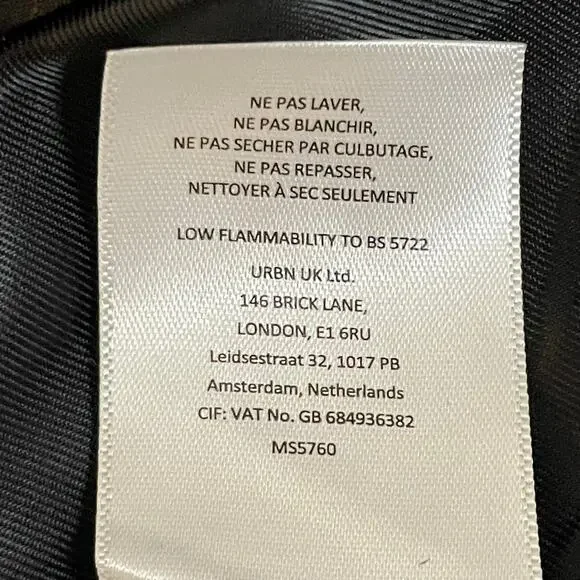 NE PAS LAVER,
NE PAS BLANCHIR,
NE PAS SECHER PAR CULBUTAGE,
NE PAS REPASSER,
NETTOYER À SEC SEULEMENT
LOW FLAMMABILITY TO BS 5722
URBN UK Ltd.
146 BRICK LANE,
LONDON, E1 6RU
Leidsestraat 32, 1017 PB
Amsterdam, Netherlands
CIF: VAT No. GB 684936382
MS5760